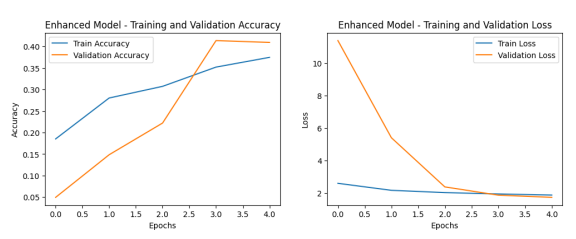 Enhanced Model - Training and Validation Accuracy
Train Accuracy
Validation Accuracy
0.40
0.35
0.30
0.25
0.20
0.15
0.10
0.05
Accuracy
0.0 0.5 1.0 1.5 2.0 2.5 3.0 3.5 4.0
Epochs
Enhanced Model - Training and Validation Loss
Train Loss
Validation Loss
10
8
6
4
2
Loss
0.0 0.5 1.0 1.5 2.0 2.5 3.0 3.5 4.0
Epochs